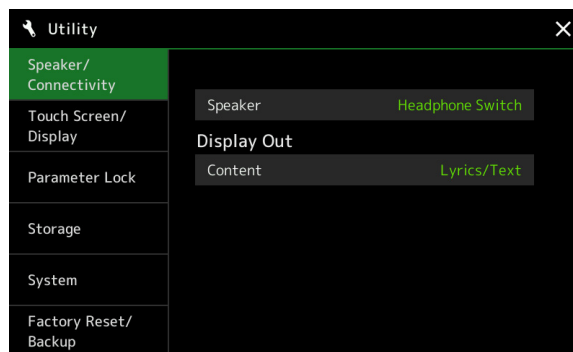 Utility
Speaker/
Connectivity
Touch Screen/
Display
Parameter Lock
Storage
System
Factory Reset/
Backup
Speaker Headphone Switch
Display Out
Content Lyrics/Text